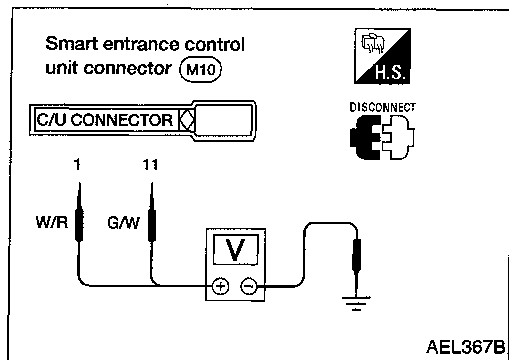 Smart entrance control
unit connector M10
H.S.
C/U CONNECTOR
DISCONNECT
1 11
W/R G/W
V
+ −
AEL367B